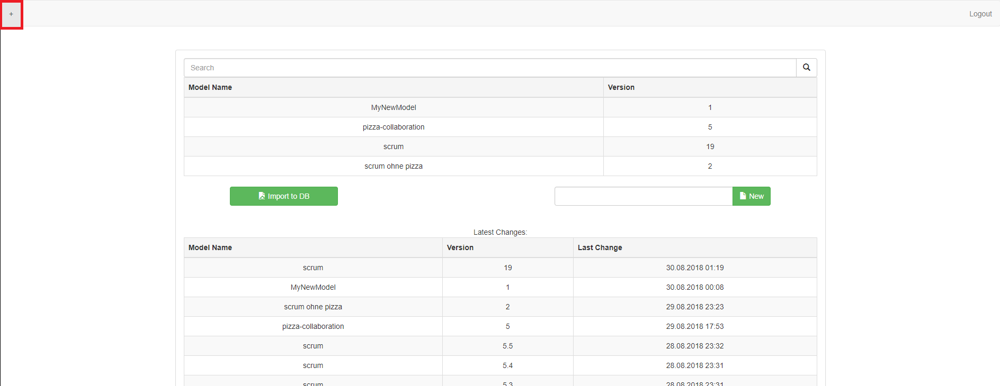 + Logout
Search
Model Name Version
MyNewModel 1
pizza-collaboration 5
scrum 19
scrum ohne pizza 2
Import to DB New
Latest Changes:
Model Name Version Last Change
scrum 19 30.08.2018 01:19
MyNewModel 1 30.08.2018 00:08
scrum ohne pizza 2 29.08.2018 23:23
pizza-collaboration 5 29.08.2018 17:53
scrum 5.5 28.08.2018 23:32
scrum 5.4 28.08.2018 23:31
scrum 5.3 28.08.2018 23:31